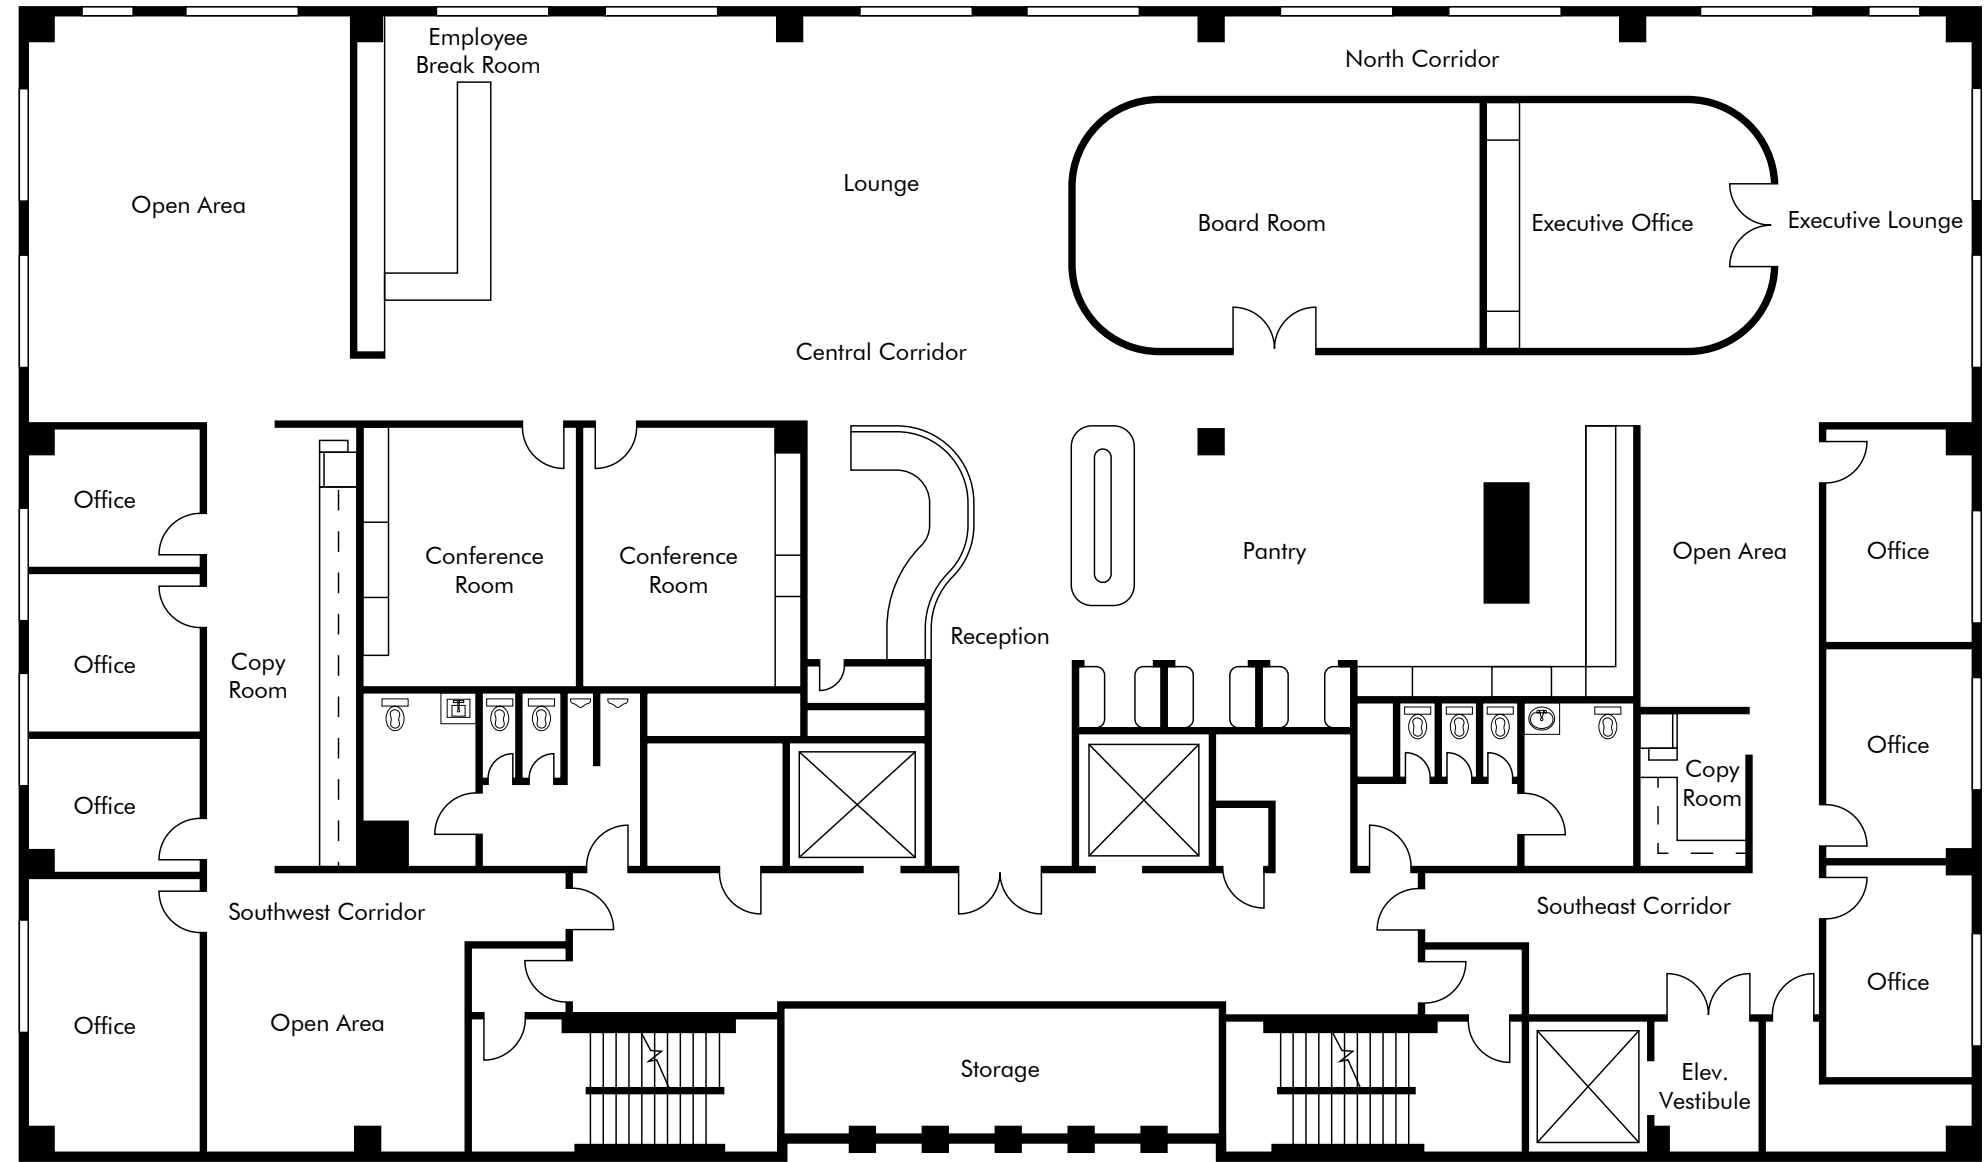 Employee
Break Room
North Corridor
Open Area
Lounge
Board Room
Executive Office
Executive Lounge
Central Corridor
Office
Conference
Room
Conference
Room
Pantry
Open Area
Office
Reception
Office
Copy
Room
Office
Copy
Room
Office
Southwest Corridor
Southeast Corridor
Office
Office
Open Area
Storage
Elev.
Vestibule